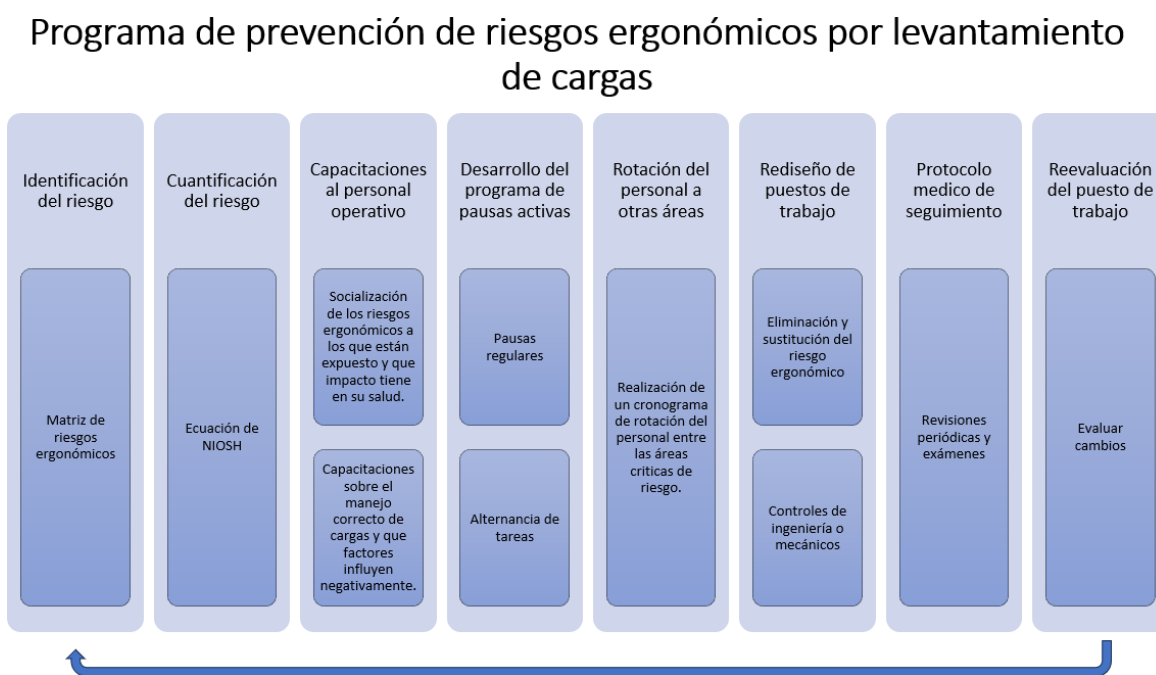 Programa de prevención de riesgos ergonómicos por levantamiento
de cargas
Identificación
del riesgo
Matriz de
riesgos
ergonómicos
Cuantificación
del riesgo
Ecuación de
NIOSH
Capacitaciones
al personal
operativo
Socialización
de los riesgos
ergonómicos a
los que están
expuesto y que
impacto tiene
en su salud.
Capacitaciones
sobre el
manejo
correcto de
cargas y que
factores
influyen
negativamente.
Desarrollo del
programa de
pausas activas
Pausas
regulares
Alternancia de
tareas
Rotación del
personal a
otras áreas
Realización de
un cronograma
de rotación del
personal entre
las áreas
criticas de
riesgo.
Rediseño de
puestos de
trabajo
Eliminación y
sustitución del
riesgo
ergonómico
Controles de
ingeniería o
mecánicos
Protocolo
medico de
seguimiento
Revisiones
periódicas y
exámenes
Reevaluación
del puesto de
trabajo
Evaluar
cambios